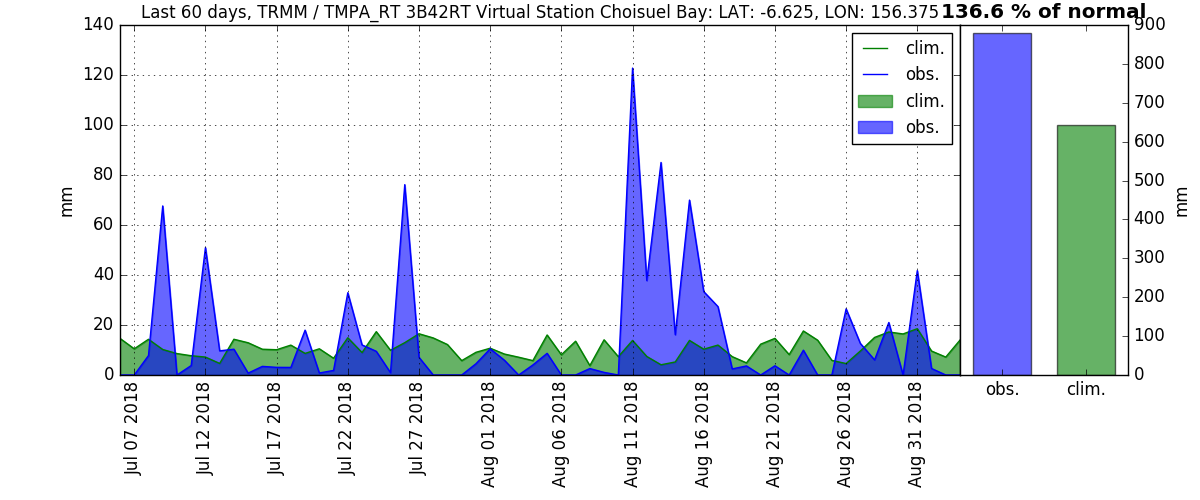 Last 60 days, TRMM / TMPA_RT 3B42RT Virtual Station Choisuel Bay: LAT: -6.625, LON: 156.375
136.6 % of normal
140
120
100
80
60
40
20
0
mm
clim.
obs.
clim.
obs.
Jul 07 2018
Jul 12 2018
Jul 17 2018
Jul 22 2018
Jul 27 2018
Aug 01 2018
Aug 06 2018
Aug 11 2018
Aug 16 2018
Aug 21 2018
Aug 26 2018
Aug 31 2018
900
800
700
600
500
400
300
200
100
0
mm
obs.
clim.